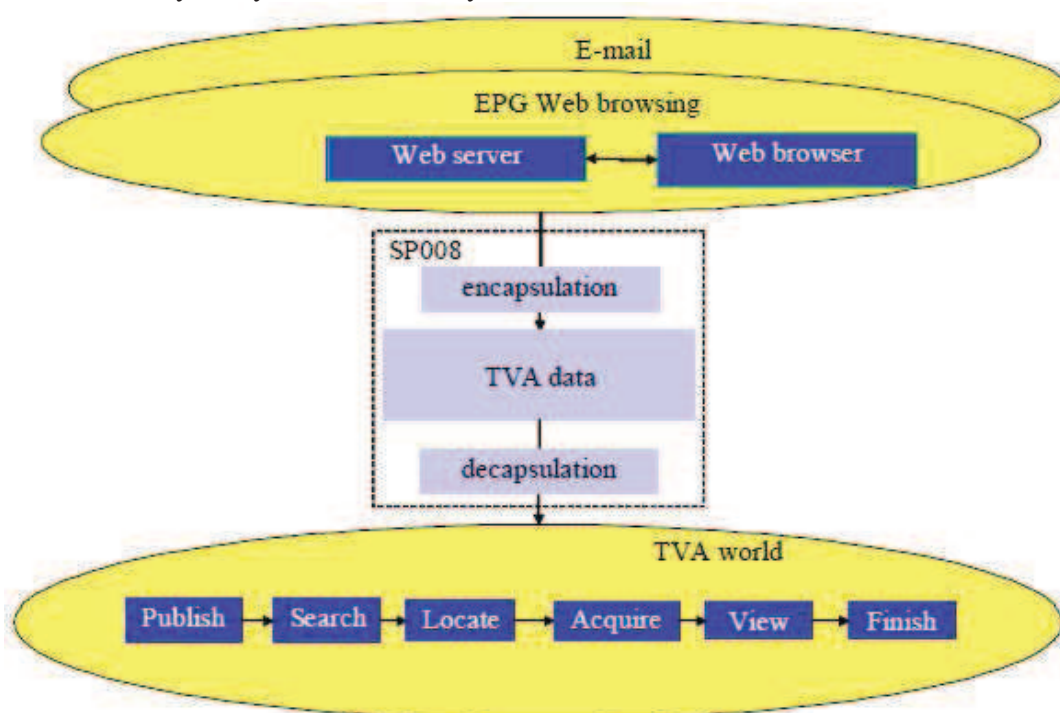 E-mail
EPG Web browsing
Web server
Web browser
SP008
encapsulation
TVA data
decapsulation
TVA world
Publish
Search
Locate
Acquire
View
Finish